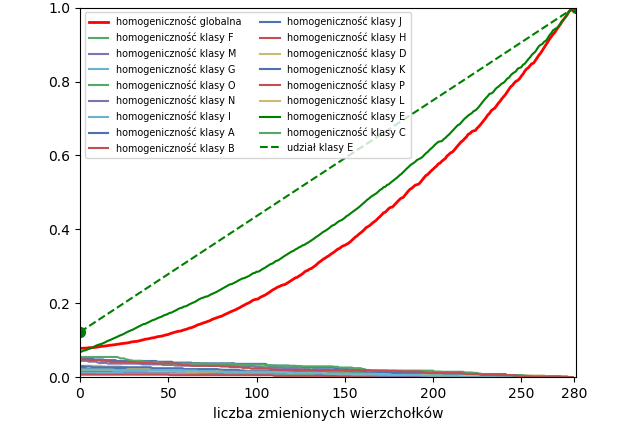 1.0
0.8
0.6
0.4
0.2
0.0
homogeniczność globalna
homogeniczność klasy F
homogeniczność klasy M
homogeniczność klasy G
homogeniczność klasy O
homogeniczność klasy N
homogeniczność klasy I
homogeniczność klasy A
homogeniczność klasy B
homogeniczność klasy J
homogeniczność klasy H
homogeniczność klasy D
homogeniczność klasy K
homogeniczność klasy P
homogeniczność klasy L
homogeniczność klasy E
homogeniczność klasy C
udział klasy E
0 50 100 150 200 250 280
liczba zmienionych wierzchołków